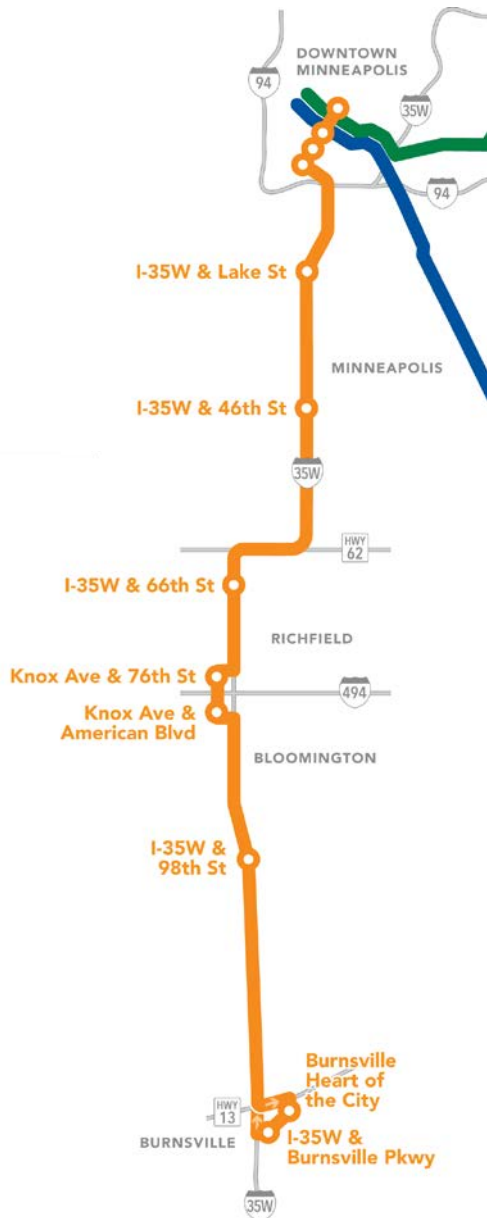 DOWNTOWN
MINNEAPOLIS
94
35W
94
I-35W & Lake St
MINNEAPOLIS
I-35W & 46th St
35W
HWY
62
I-35W & 66th St
RICHFIELD
Knox Ave & 76th St
494
Knox Ave &
American Blvd
BLOOMINGTON
I-35W &
98th St
Burnsville
Heart of
the City
HWY
13
BURNSVILLE
I-35W &
Burnsville Pkwy
35W